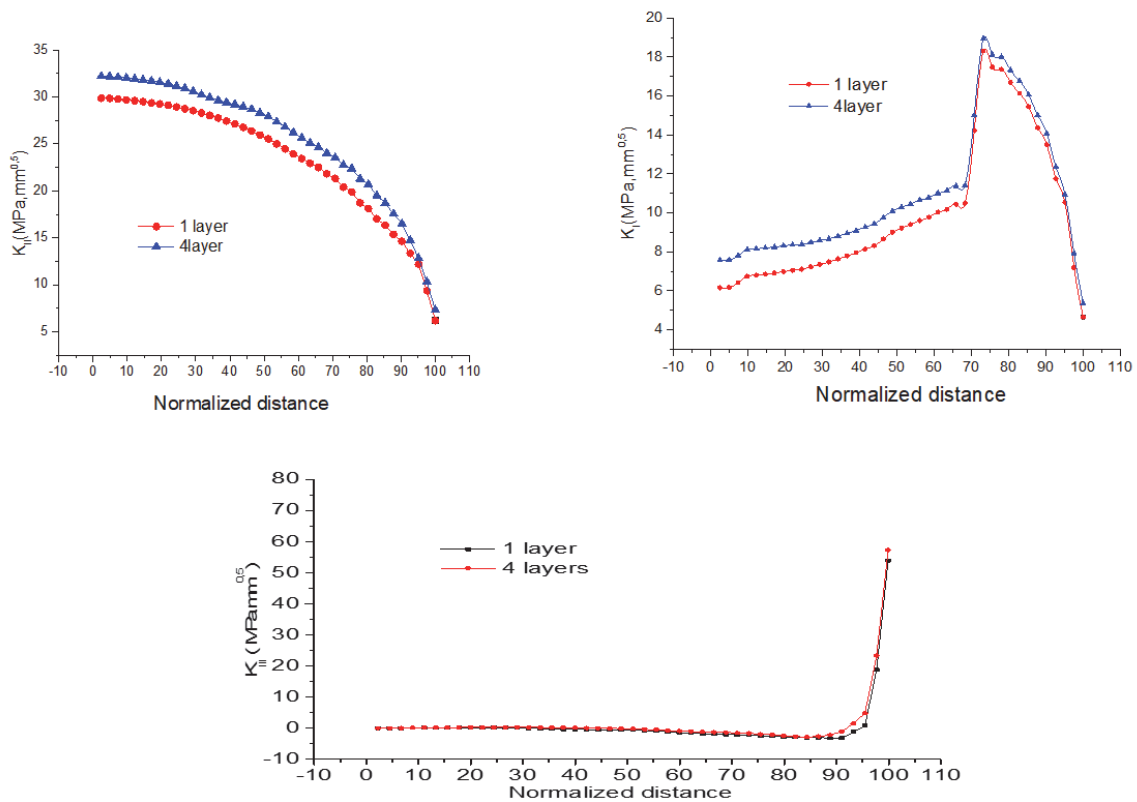 35
30
25
20
15
10
5
K_II (MPa,mm^0,5)
1 layer
4layer
-10 0 10 20 30 40 50 60 70 80 90 100 110
Normalized distance
20
18
16
14
12
10
8
6
4
K_I (MPa,mm^0,5)
1 layer
4layer
-10 0 10 20 30 40 50 60 70 80 90 100 110
Normalized distance
80
70
60
50
40
30
20
10
0
-10
K_III (MPamm^0,5)
1 layer
4 layers
-10 0 10 20 30 40 50 60 70 80 90 100 110
Normalized distance